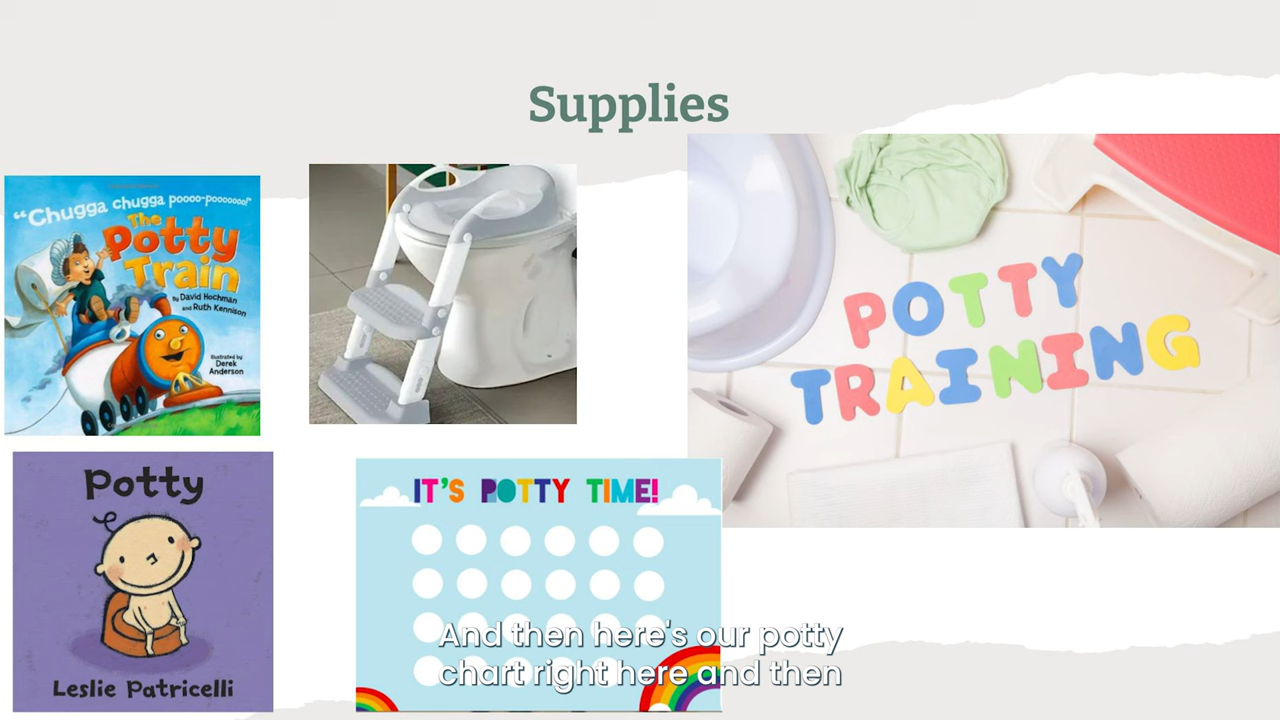 Supplies
"Chugga chugga poooo-pooooooo!"
The
Potty
Train
By David Hochman
and Ruth Kennison
Illustrated by
Derek
Anderson
POTTY
TRAINING
Potty
Leslie Patricelli
IT'S POTTY TIME!
And then here's our potty
chart right here and then